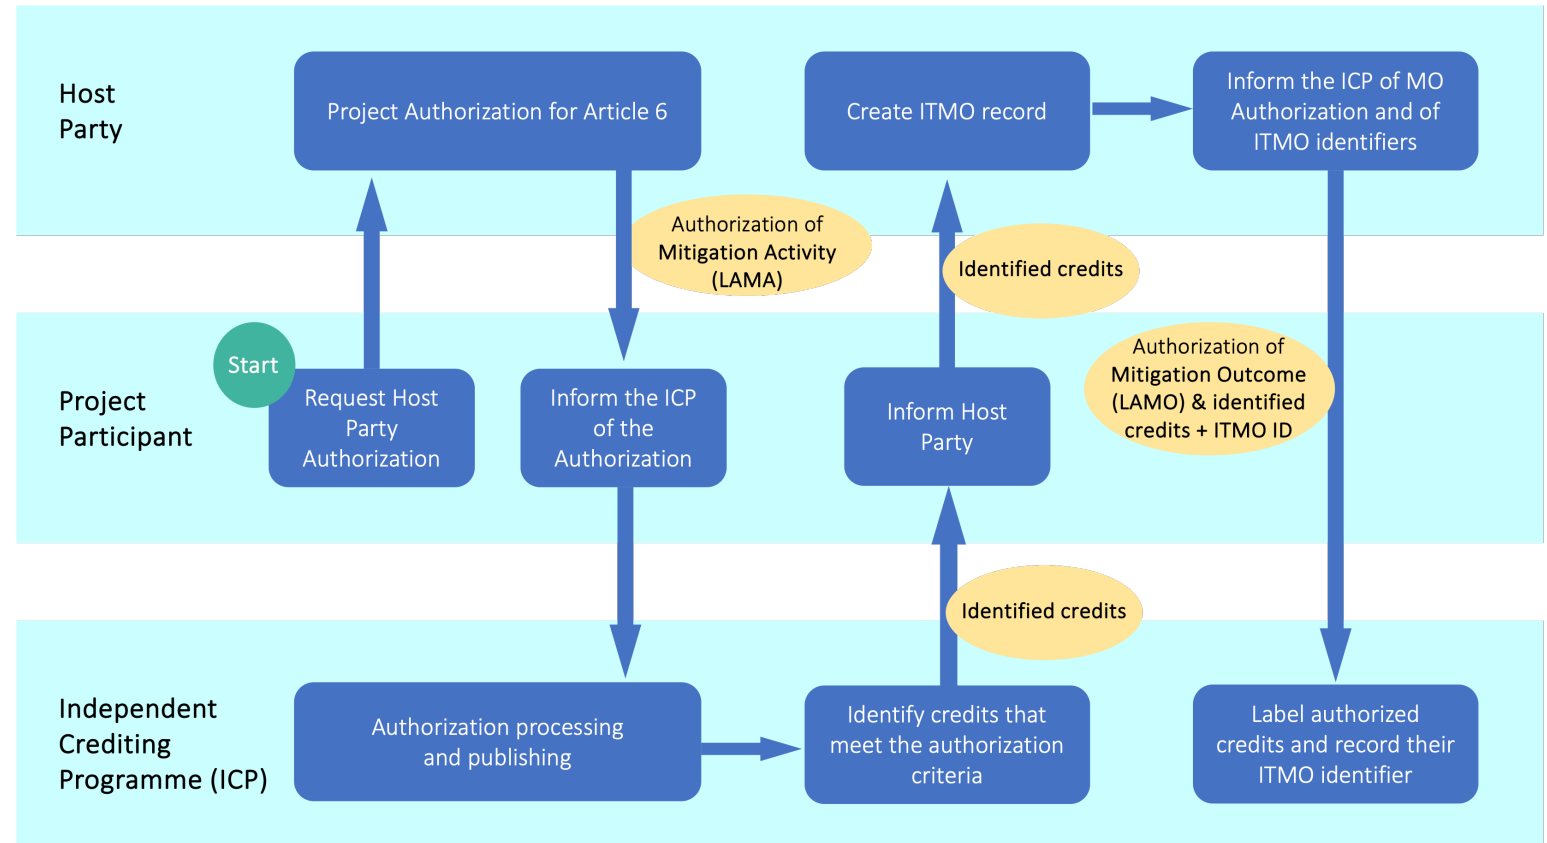 Host
Party
Project Authorization for Article 6
Create ITMO record
Inform the ICP of MO
Authorization and of
ITMO identifiers
Authorization of
Mitigation Activity
(LAMA)
Identified credits
Project
Participant
Start
Request Host
Party
Authorization
Inform the ICP
of the
Authorization
Inform Host
Party
Authorization of
Mitigation Outcome
(LAMO) & identified
credits + ITMO ID
Identified credits
Independent
Crediting
Programme (ICP)
Authorization processing
and publishing
Identify credits that
meet the authorization
criteria
Label authorized
credits and record their
ITMO identifier